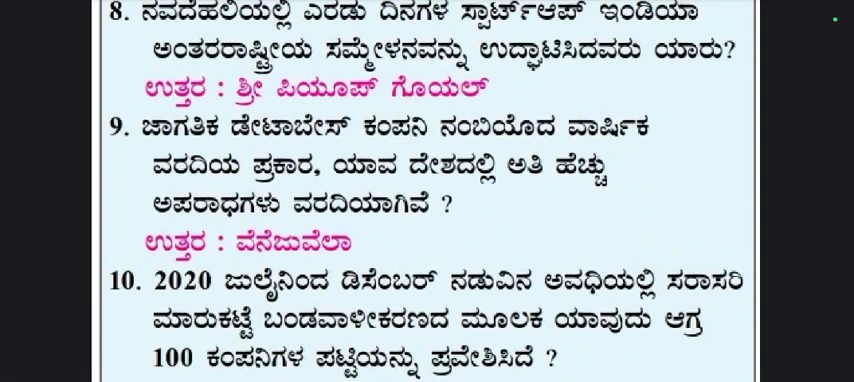 8. ನವದೆಹಲಿಯಲ್ಲಿ ಎರಡು ದಿನಗಳ ಸ್ಟಾರ್ಟ್‌ಆಪ್ ಇಂಡಿಯಾ
ಅಂತರರಾಷ್ಟ್ರೀಯ ಸಮ್ಮೇಳನವನ್ನು ಉದ್ಘಾಟಿಸಿದವರು ಯಾರು?
ಉತ್ತರ : ಶ್ರೀ ಪಿಯೂಪ್ ಗೊಯಲ್
9. ಜಾಗತಿಕ ಡೇಟಾಬೇಸ್ ಕಂಪನಿ ನಂಬಿಯೊದ ವಾರ್ಷಿಕ
ವರದಿಯ ಪ್ರಕಾರ, ಯಾವ ದೇಶದಲ್ಲಿ ಅತಿ ಹೆಚ್ಚು
ಅಪರಾಧಗಳು ವರದಿಯಾಗಿವೆ ?
ಉತ್ತರ : ವೆನೆಜುವೆಲಾ
10. 2020 ಜುಲೈನಿಂದ ಡಿಸೆಂಬರ್ ನಡುವಿನ ಅವಧಿಯಲ್ಲಿ ಸರಾಸರಿ
ಮಾರುಕಟ್ಟೆ ಬಂಡವಾಳೀಕರಣದ ಮೂಲಕ ಯಾವುದು ಆಗ್ರ
100 ಕಂಪನಿಗಳ ಪಟ್ಟಿಯನ್ನು ಪ್ರವೇಶಿಸಿದೆ ?